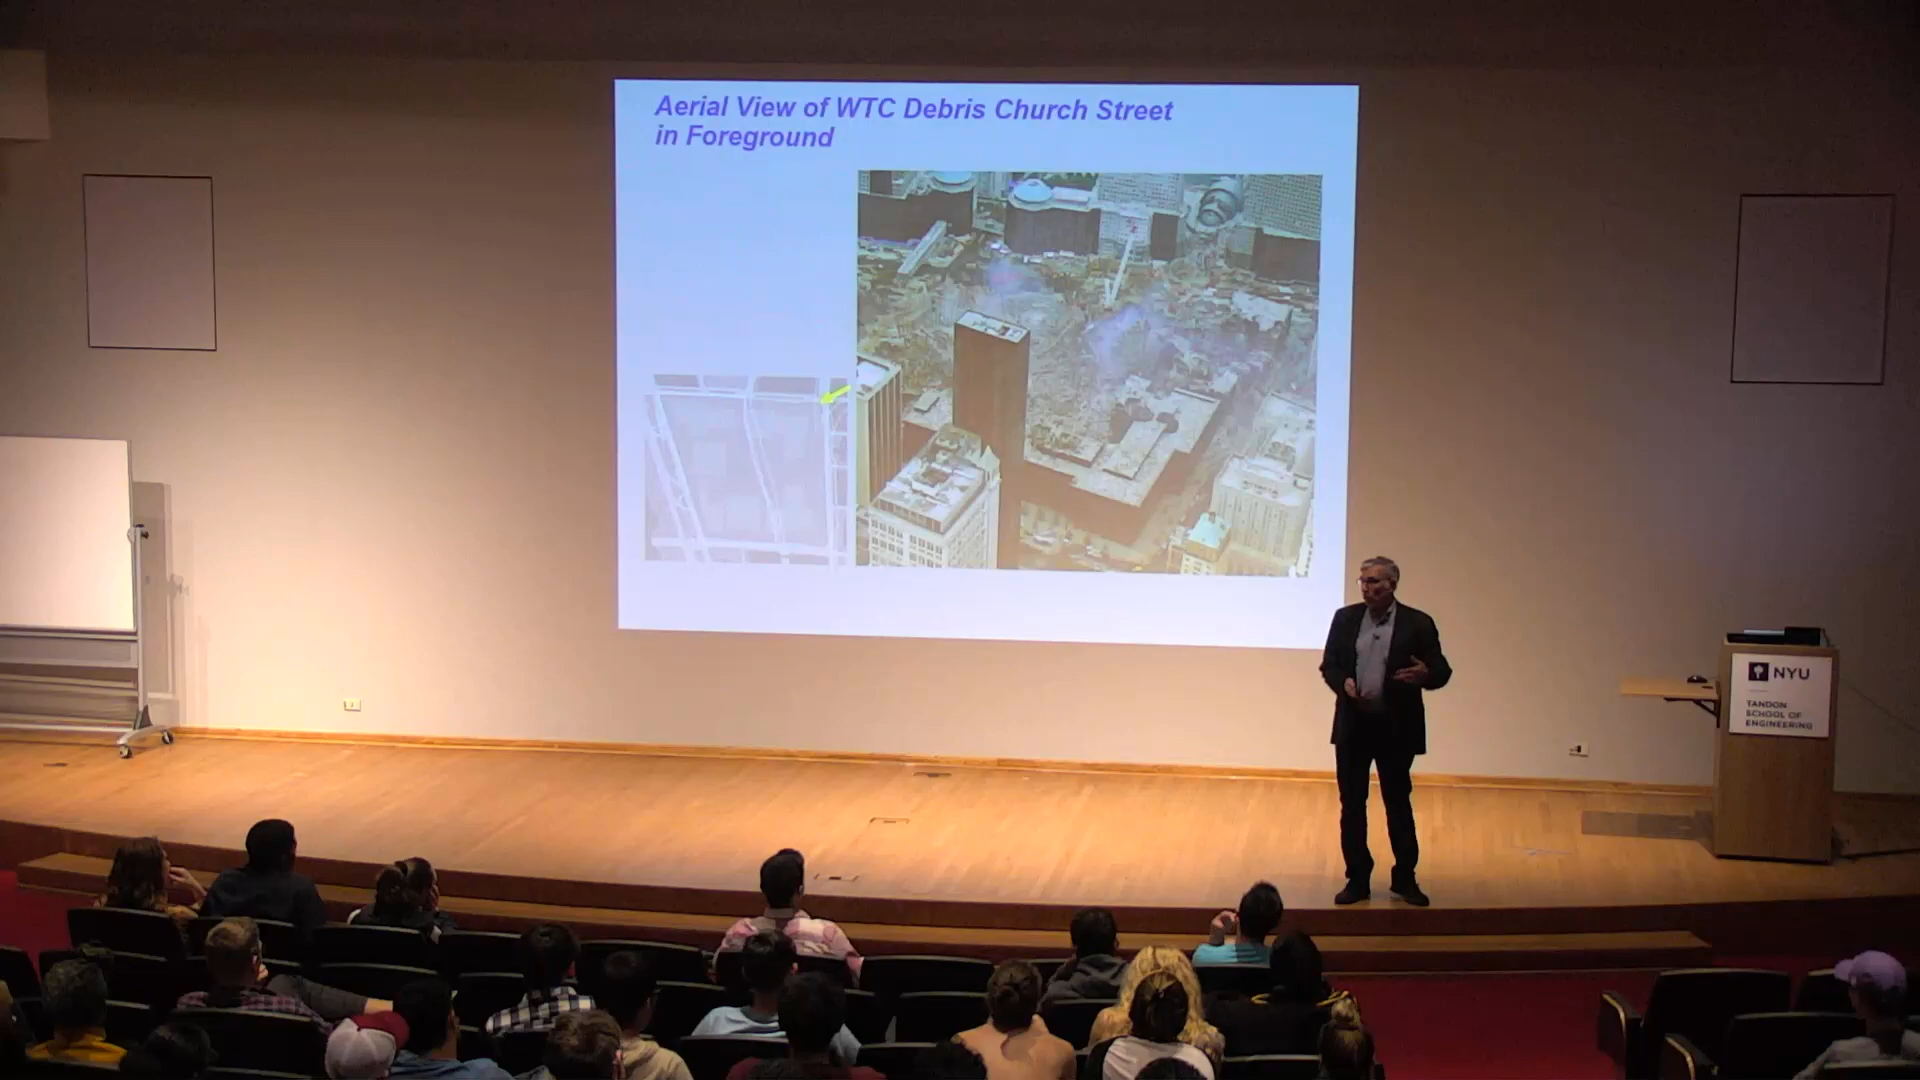 Aerial View of WTC Debris Church Street
in Foreground
NYU
TANDON
SCHOOL OF
ENGINEERING